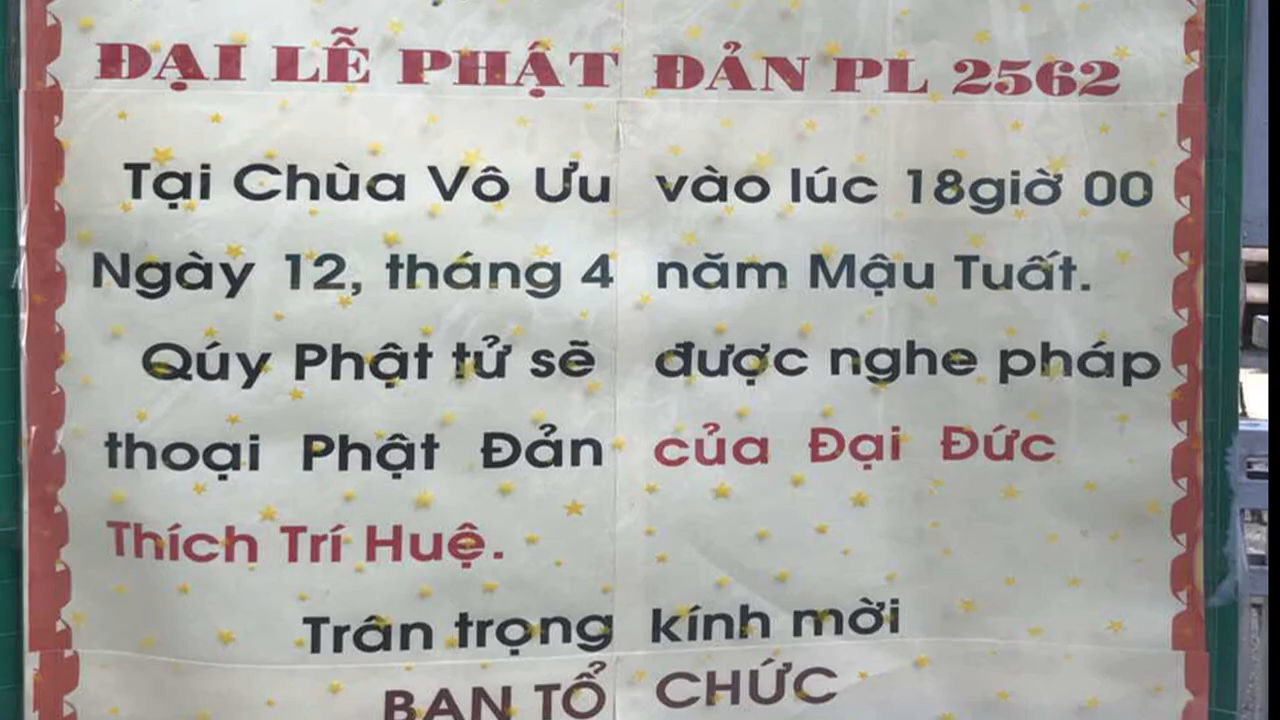 ĐẠI LỄ PHẬT ĐẢN PL 2562
Tại Chùa Vô Ưu vào lúc 18giờ 00
Ngày 12, tháng 4 năm Mậu Tuất.
Qúy Phật tử sẽ được nghe pháp
thoại Phật Đản của Đại Đức
Thích Trí Huệ.
Trân trọng kính mời
BAN TỔ CHỨC